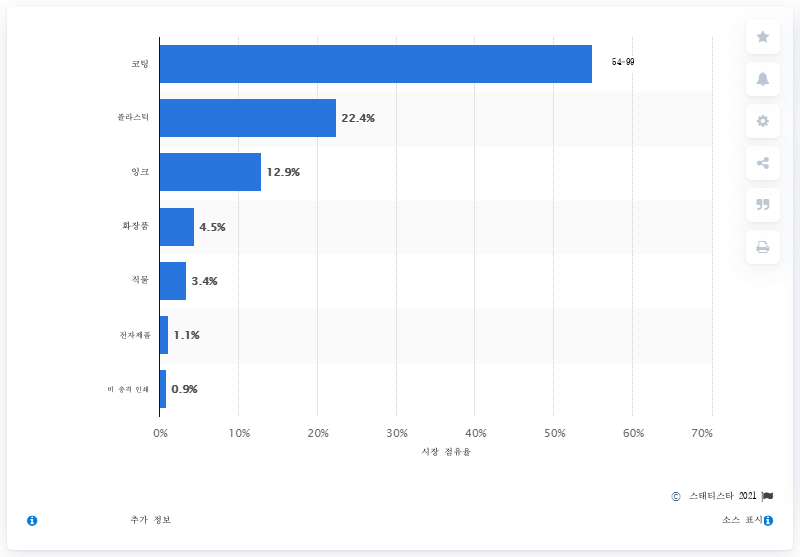 코팅
54-99
플라스틱
22.4%
잉크
12.9%
화장품
4.5%
직물
3.4%
전자제품
1.1%
비 충격 인쇄
0.9%
0% 10% 20% 30% 40% 50% 60% 70%
시장 점유율
© 스태티스타 2021
추가 정보
소스 표시